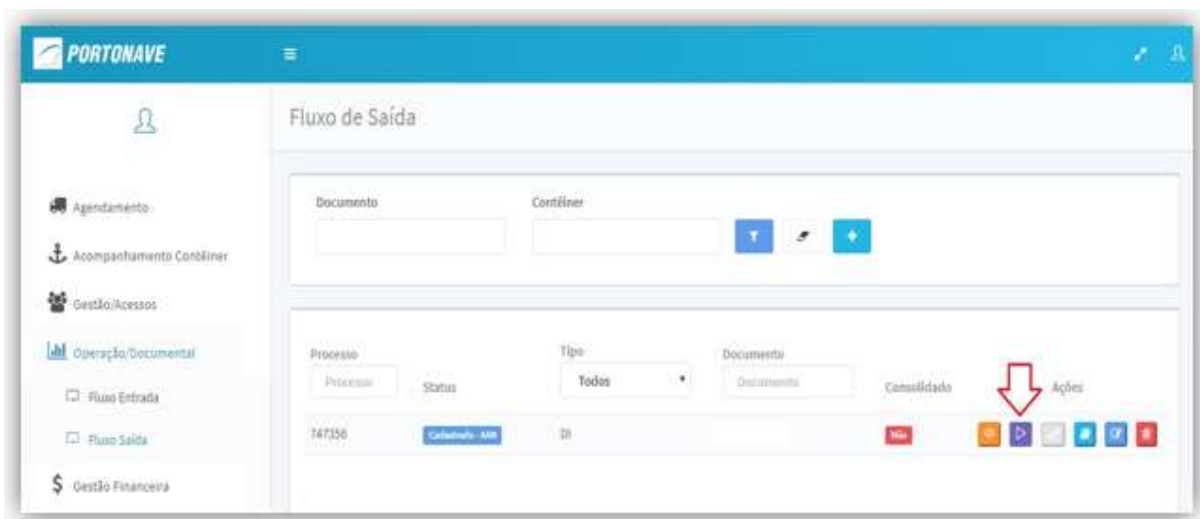 PORTONAVE
Fluxo de Saída
Agendamento
Acompanhamento Contêiner
Gestão/Acessos
Operação/Documental
Fluxo Entrada
Fluxo Saída
Gestão Financeira
Documento
Contêiner
Processo
Processo
Status
Tipo
Todos
Documento
Documento
Consolidado
Ações
747356
DI
Não